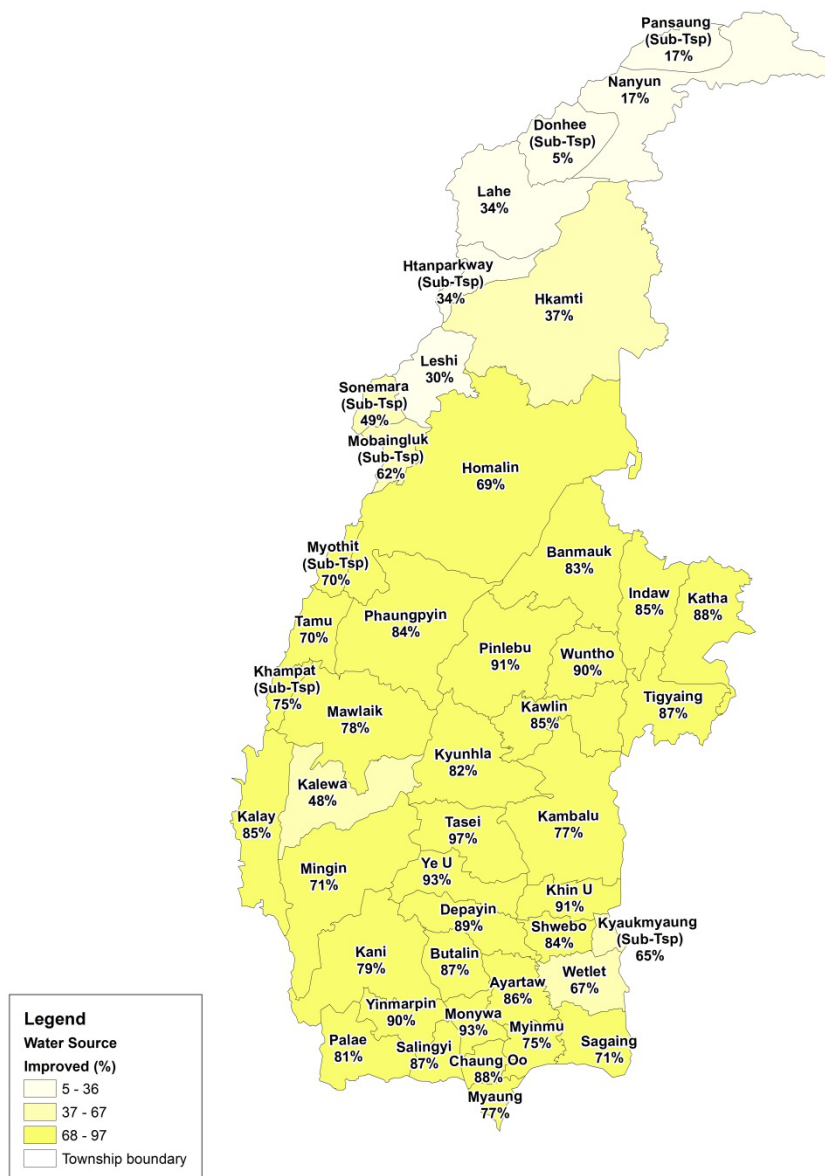 Pansaung
(Sub-Tsp)
17%
Nanyun
17%
Donhee
(Sub-Tsp)
5%
Lahe
34%
Htanparkway
(Sub-Tsp)
34%
Hkamti
37%
Leshi
30%
Sonemara
(Sub-Tsp)
49%
Mobaingluk
(Sub-Tsp)
62%
Homalin
69%
Myothit
(Sub-Tsp)
70%
Banmauk
83%
Indaw
85%
Katha
88%
Tamu
70%
Phaungpyin
84%
Pinlebu
91%
Wuntho
90%
Khampat
(Sub-Tsp)
75%
Mawlaik
78%
Kawlin
85%
Tigyaing
87%
Kyunhla
82%
Kalewa
48%
Kalay
85%
Tasei
97%
Kambalu
77%
Mingin
71%
Ye U
93%
Khin U
91%
Depayin
89%
Shwebo
84%
Kyaukmyaung
(Sub-Tsp)
65%
Kani
79%
Butalin
87%
Wetlet
67%
Ayartaw
86%
Yinmarpin
90%
Monywa
93%
Myinmu
75%
Sagaing
71%
Palae
81%
Salingyi
87%
Chaung Oo
88%
Myaung
77%
Legend
Water Source
Improved (%)
5 - 36
37 - 67
68 - 97
Township boundary